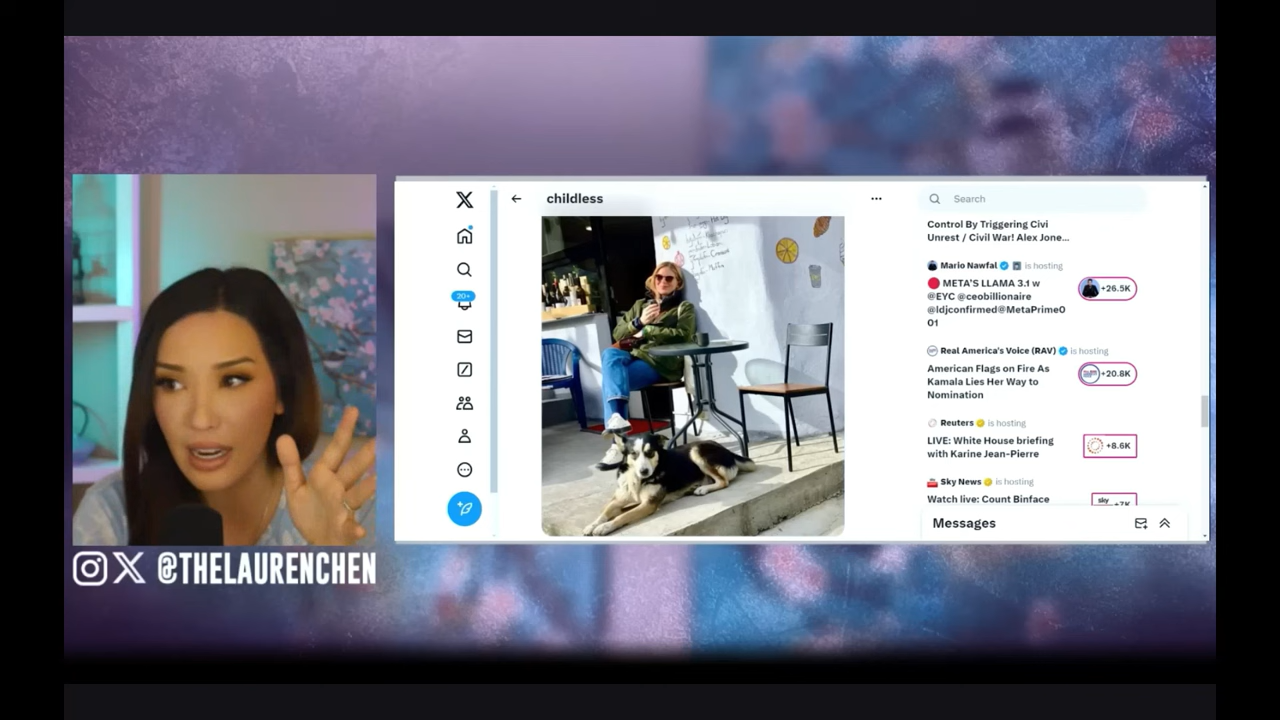 childless
Search
Control By Triggering Civi
Unrest / Civil War! Alex Jone...
Mario Nawfal is hosting
META'S LLAMA 3.1 w
@EYC @ceobillionaire
@ldjconfirmed@MetaPrime0
01
+26.5K
Real America's Voice (RAV) is hosting
American Flags on Fire As
Kamala Lies Her Way to
Nomination
+20.8K
Reuters is hosting
LIVE: White House briefing
with Karine Jean-Pierre
+8.6K
Sky News is hosting
Watch live: Count Binface
sky
20+
Messages
@THELAURENCHEN